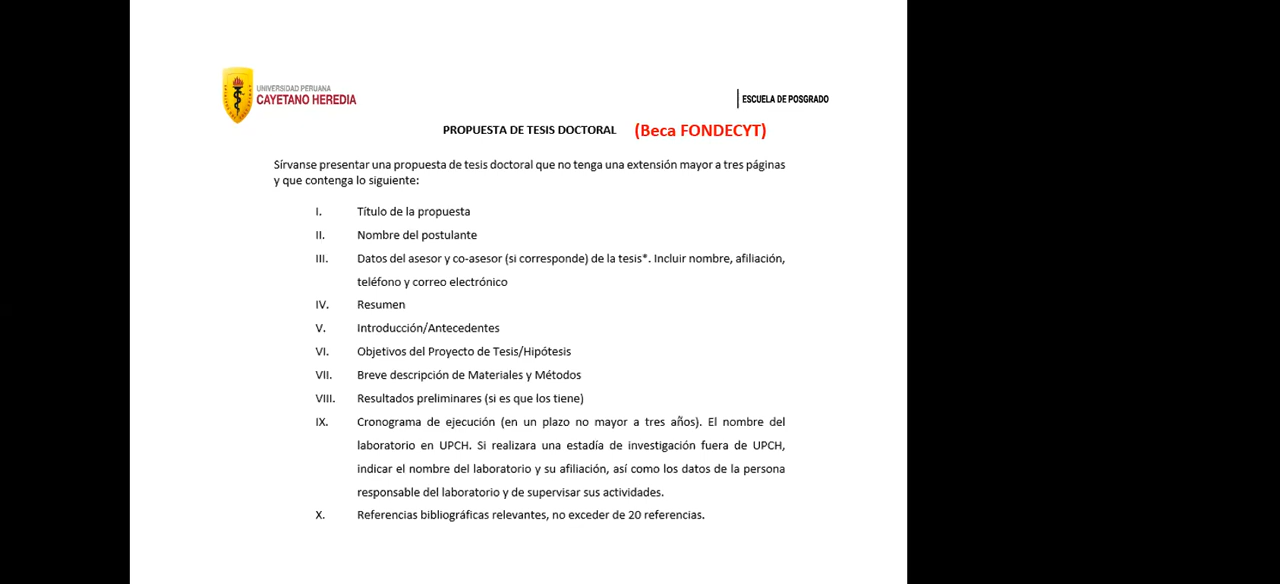 UNIVERSIDAD PERUANA
CAYETANO HEREDIA
ESCUELA DE POSGRADO
PROPUESTA DE TESIS DOCTORAL (Beca FONDECYT)
Sírvanse presentar una propuesta de tesis doctoral que no tenga una extensión mayor a tres páginas
y que contenga lo siguiente:
I. Título de la propuesta
II. Nombre del postulante
III. Datos del asesor y co-asesor (si corresponde) de la tesis*. Incluir nombre, afiliación,
teléfono y correo electrónico
IV. Resumen
V. Introducción/Antecedentes
VI. Objetivos del Proyecto de Tesis/Hipótesis
VII. Breve descripción de Materiales y Métodos
VIII. Resultados preliminares (si es que los tiene)
IX. Cronograma de ejecución (en un plazo no mayor a tres años). El nombre del
laboratorio en UPCH. Si realizara una estadía de investigación fuera de UPCH,
indicar el nombre del laboratorio y su afiliación, así como los datos de la persona
responsable del laboratorio y de supervisar sus actividades.
X. Referencias bibliográficas relevantes, no exceder de 20 referencias.